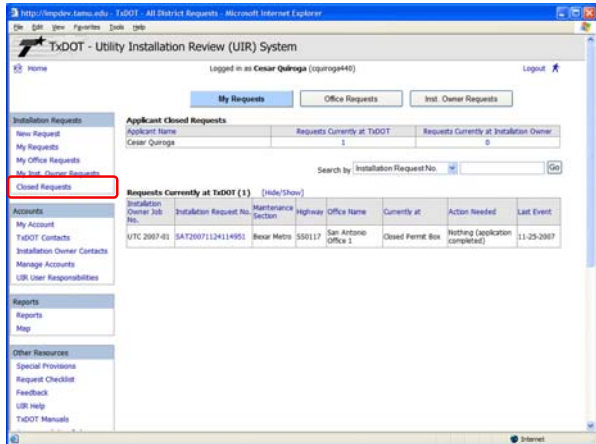 http://impdev.tamu.edu - TxDOT - All District Requests - Microsoft Internet Explorer
File Edit View Favorites Tools Help
TxDOT - Utility Installation Review (UIR) System
Home
Logged in as Cesar Quiroga (cquiroga440)
Logout
My Requests
Office Requests
Inst. Owner Requests
Installation Requests
New Request
My Requests
My Office Requests
My Inst. Owner Requests
Closed Requests
Accounts
My Account
TxDOT Contacts
Installation Owner Contacts
Manage Accounts
UIR User Responsibilities
Reports
Reports
Map
Other Resources
Special Provisions
Request Checklist
Feedback
UIR Help
TxDOT Manuals
Applicant Closed Requests
Applicant Name Requests Currently at TxDOT Requests Currently at Installation Owner
Cesar Quiroga 1 0
Search by Installation Request No. Go
Requests Currently at TxDOT (1) [Hide/Show]
Installation Owner Job No. Installation Request No. Maintenance Section Highway Office Name Currently at Action Needed Last Event
UTC 2007-01 SAT20071124114951 Bexar Metro SS0117 San Antonio Office 1 Closed Permit Box Nothing (application completed) 11-25-2007
Internet